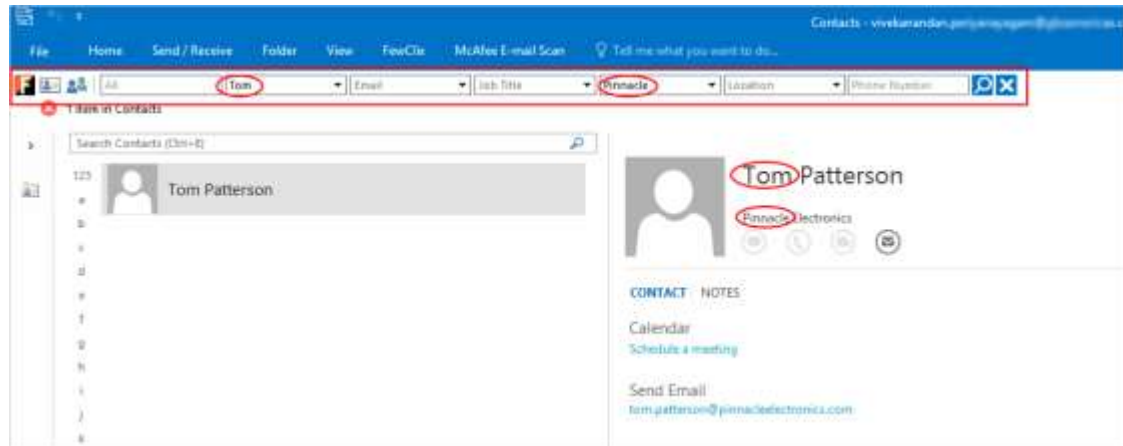 Contacts - vivekanandan
File Home Send / Receive Folder View FewClix McAfee E-mail Scan Tell me what you want to do...
All Tom Email Job Title Pinnacle Location Phone Number
1 item in Contacts
Search Contacts (Ctrl+E)
123
a
b
c
d
e
f
g
h
i
j
k
Tom Patterson
Tom Patterson
Pinnacle Electronics
CONTACT NOTES
Calendar
Schedule a meeting
Send Email
tom.patterson@pinnacleelectronics.com